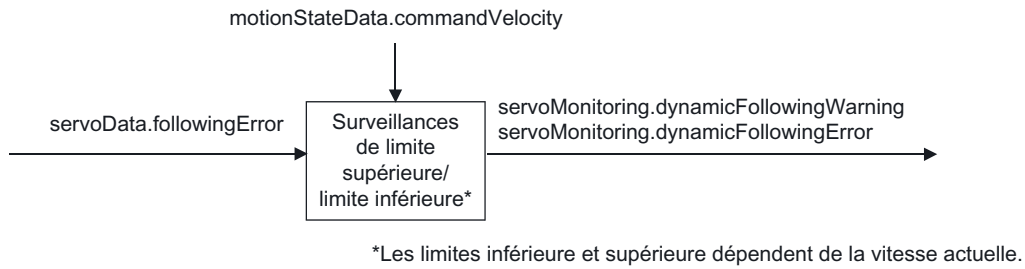 motionStateData.commandVelocity
servoData.followingError
Surveillances
de limite
supérieure/
limite inférieure*
servoMonitoring.dynamicFollowingWarning
servoMonitoring.dynamicFollowingError
*Les limites inférieure et supérieure dépendent de la vitesse actuelle.